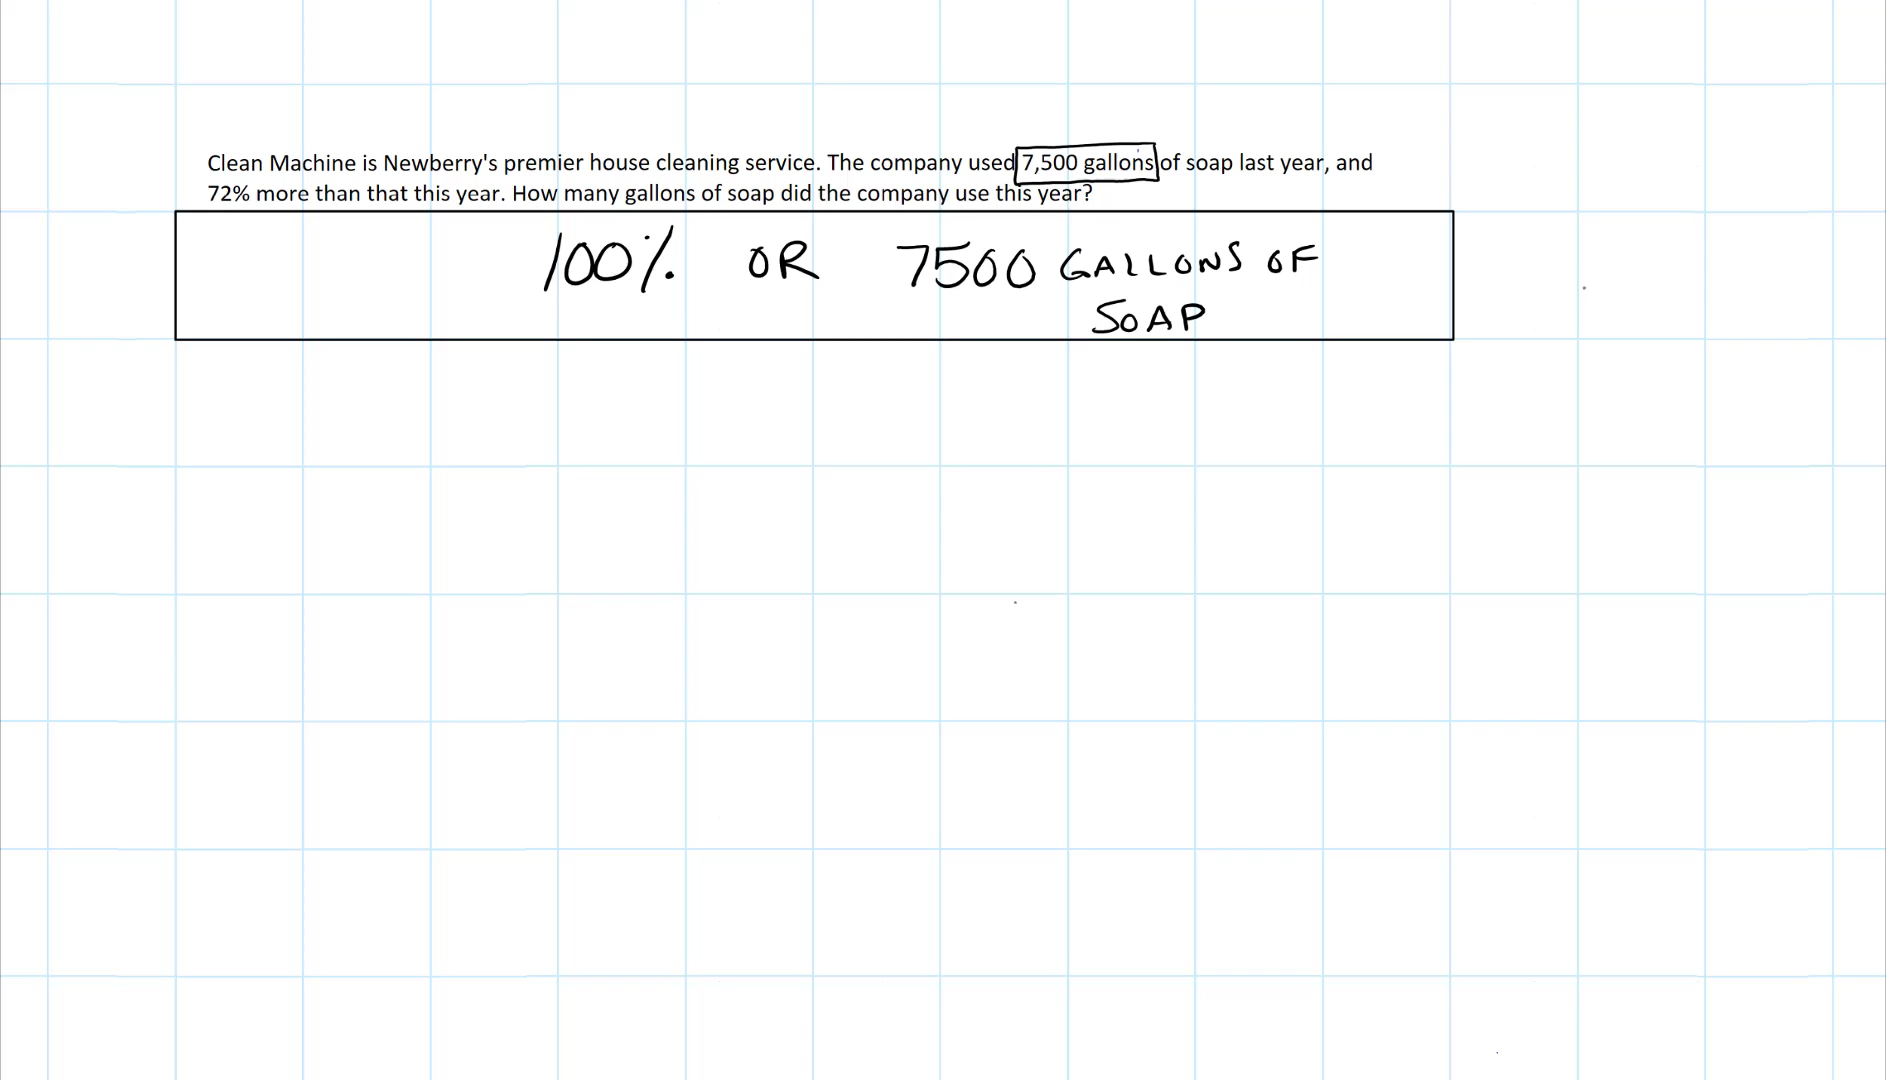 Clean Machine is Newberry's premier house cleaning service. The company used 7,500 gallons of soap last year, and
72% more than that this year. How many gallons of soap did the company use this year?
100% OR 7500 GALLONS OF
SOAP